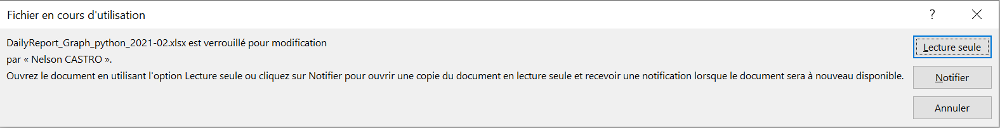 Fichier en cours d'utilisation
?
DailyReport_Graph_python_2021-02.xlsx est verrouillé pour modification
par « Nelson CASTRO ».
Ouvrez le document en utilisant l'option Lecture seule ou cliquez sur Notifier pour ouvrir une copie du document en lecture seule et recevoir une notification lorsque le document sera à nouveau disponible.
Lecture seule
Notifier
Annuler